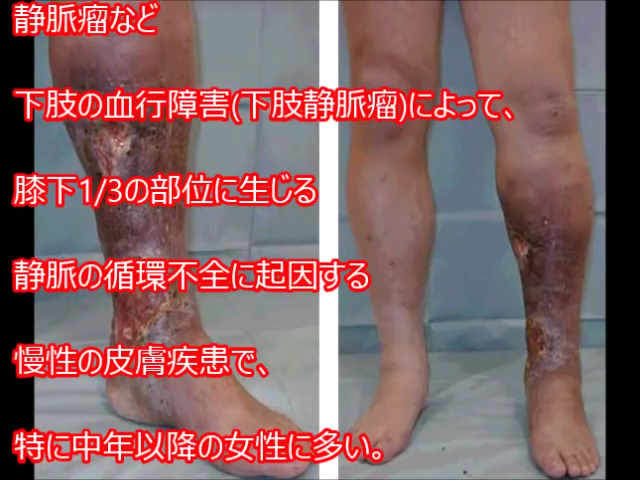 静脈瘤など
下肢の血行障害(下肢静脈瘤)によって、
膝下1/3の部位に生じる
静脈の循環不全に起因する
慢性の皮膚疾患で、
特に中年以降の女性に多い。